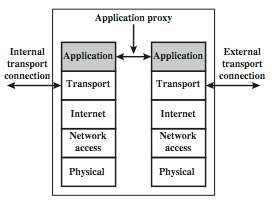 Application proxy
Internal
transport
connection
External
transport
connection
Application
Transport
Internet
Network
access
Physical
Application
Transport
Internet
Network
access
Physical